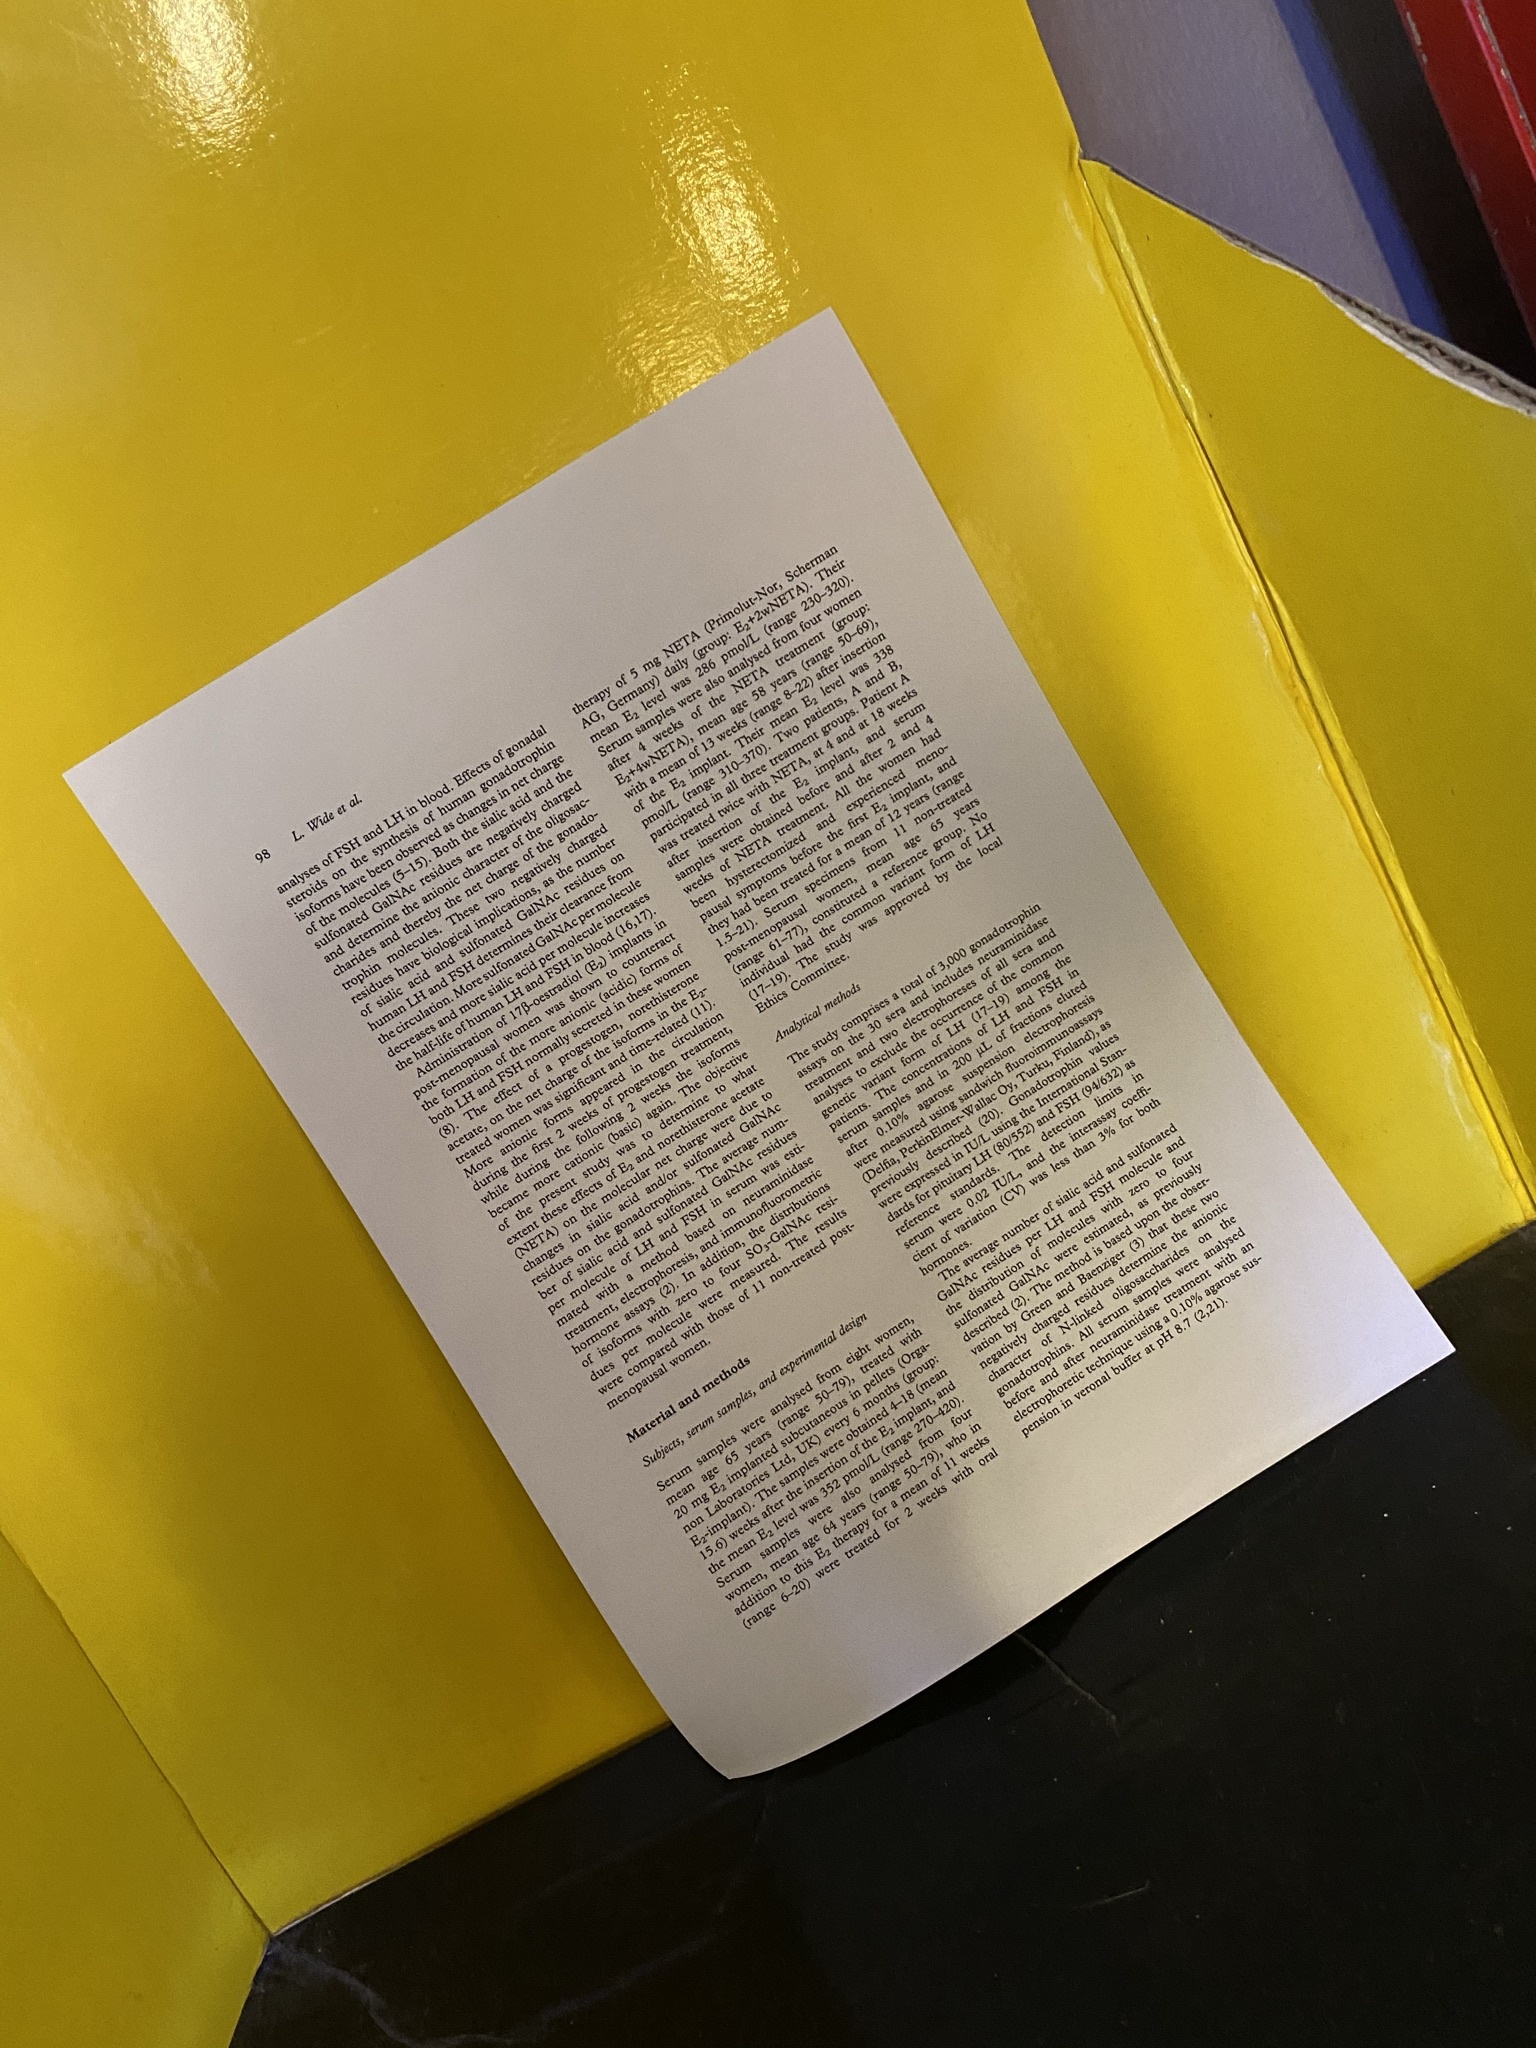 98 L. Wide et al.
analyses of FSH and LH in blood. Effects of gonadal
steroids on the synthesis of human gonadotrophin
isoforms have been observed as changes in net charge
of the molecules (5–15). Both the sialic acid and the
sulfonated GalNAc residues are negatively charged
and determine the anionic character of the oligosac-
charides and thereby the net charge of the gonado-
trophin molecules. These two negatively charged
residues have biological implications, as the number
of sialic acid and sulfonated GalNAc residues on
human LH and FSH determines their clearance from
the circulation. More sulfonated GalNAc per molecule
decreases and more sialic acid per molecule increases
the half-life of human LH and FSH in blood (16,17).
Administration of 17β-oestradiol (E₂) implants in
post-menopausal women was shown to counteract
the formation of the more anionic (acidic) forms of
both LH and FSH normally secreted in these women
(8). The effect of a progestogen, norethisterone
acetate, on the net charge of the isoforms in the E₂-
treated women was significant and time-related (11).
More anionic forms appeared in the circulation
during the first 2 weeks of progestogen treatment,
while during the following 2 weeks the isoforms
became more cationic (basic) again. The objective
of the present study was to determine to what
extent these effects of E₂ and norethisterone acetate
(NETA) on the molecular net charge were due to
changes in sialic acid and/or sulfonated GalNAc
residues on the gonadotrophins. The average num-
ber of sialic acid and sulfonated GalNAc residues
per molecule of LH and FSH in serum was esti-
mated with a method based on neuraminidase
treatment, electrophoresis, and immunofluorometric
hormone assays (2). In addition, the distributions
of isoforms with zero to four SO₃-GalNAc resi-
dues per molecule were measured. The results
were compared with those of 11 non-treated post-
menopausal women.
Material and methods
Subjects, serum samples, and experimental design
Serum samples were analysed from eight women,
mean age 65 years (range 50–79), treated with
20 mg E₂ implanted subcutaneous in pellets (Orga-
non Laboratories Ltd, UK) every 6 months (group:
E₂-implant). The samples were obtained 4–18 (mean
15.6) weeks after the insertion of the E₂ implant, and
the mean E₂ level was 352 pmol/L (range 270–420).
Serum samples were also analysed from four
women, mean age 64 years (range 50–79), who in
addition to this E₂ therapy for a mean of 11 weeks
(range 6–20) were treated for 2 weeks with oral
therapy of 5 mg NETA (Primolut-Nor, Scherman
AG, Germany) daily (group: E₂+2wNETA). Their
mean E₂ level was 286 pmol/L (range 230–320).
Serum samples were also analysed from four women
after 4 weeks of the NETA treatment (group:
E₂+4wNETA), mean age 58 years (range 50–69),
with a mean of 13 weeks (range 8–22) after insertion
of the E₂ implant. Their mean E₂ level was 338
pmol/L (range 310–370). Two patients, A and B,
participated in all three treatment groups. Patient A
was treated twice with NETA, at 4 and at 18 weeks
after insertion of the E₂ implant, and serum
samples were obtained before and after 2 and 4
weeks of NETA treatment. All the women had
been hysterectomized and experienced meno-
pausal symptoms before the first E₂ implant, and
they had been treated for a mean of 12 years (range
1.5–21). Serum specimens from 11 non-treated
post-menopausal women, mean age 65 years
(range 61–77), constituted a reference group. No
individual had the common variant form of LH
(17–19). The study was approved by the local
Ethics Committee.
Analytical methods
The study comprises a total of 3,000 gonadotrophin
assays on the 30 sera and includes neuraminidase
treatment and two electrophoreses of all sera and
analyses to exclude the occurrence of the common
genetic variant form of LH (17–19) among the
patients. The concentrations of LH and FSH in
serum samples and in 200 µL of fractions eluted
after 0.10% agarose suspension electrophoresis
were measured using sandwich fluoroimmunoassays
(Delfia, PerkinElmer-Wallac Oy, Turku, Finland), as
previously described (20). Gonadotrophin values
were expressed in IU/L using the International Stan-
dards for pituitary LH (80/552) and FSH (94/632) as
reference standards. The detection limits in
serum were 0.02 IU/L, and the interassay coeffi-
cient of variation (CV) was less than 3% for both
hormones.
The average number of sialic acid and sulfonated
GalNAc residues per LH and FSH molecule and
the distribution of molecules with zero to four
sulfonated GalNAc were estimated, as previously
described (2). The method is based upon the obser-
vation by Green and Baenziger (3) that these two
negatively charged residues determine the anionic
character of N-linked oligosaccharides on the
gonadotrophins. All serum samples were analysed
before and after neuraminidase treatment with an
electrophoretic technique using a 0.10% agarose sus-
pension in veronal buffer at pH 8.7 (2,21).